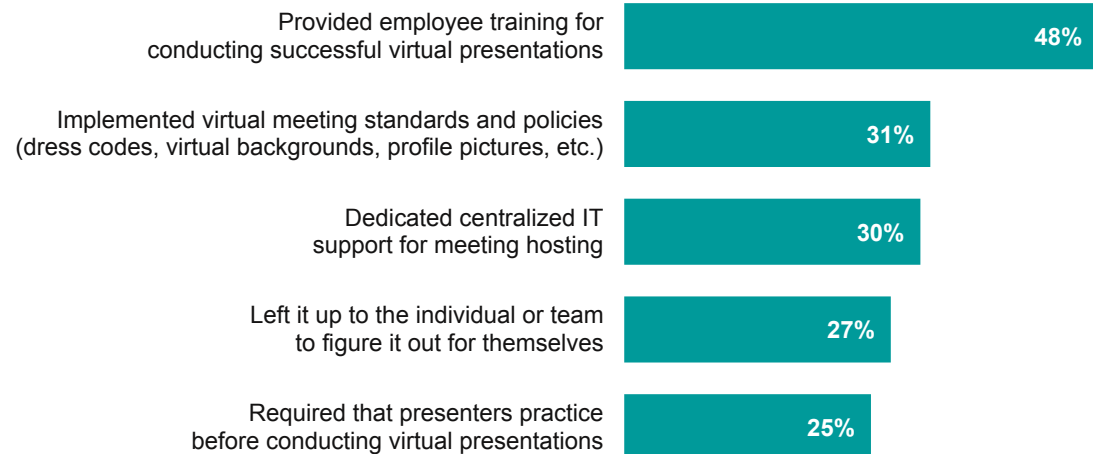 Provided employee training for
conducting successful virtual presentations
48%
Implemented virtual meeting standards and policies
(dress codes, virtual backgrounds, profile pictures, etc.)
31%
Dedicated centralized IT
support for meeting hosting
30%
Left it up to the individual or team
to figure it out for themselves
27%
Required that presenters practice
before conducting virtual presentations
25%